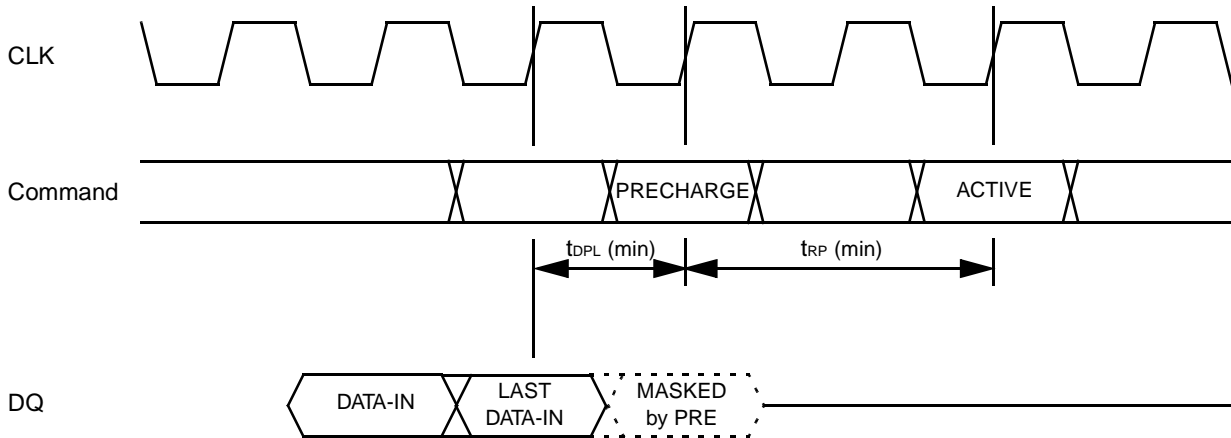 CLK
Command
PRECHARGE
ACTIVE
tDPL (min)
tRP (min)
DQ
DATA-IN
LAST
DATA-IN
MASKED
by PRE